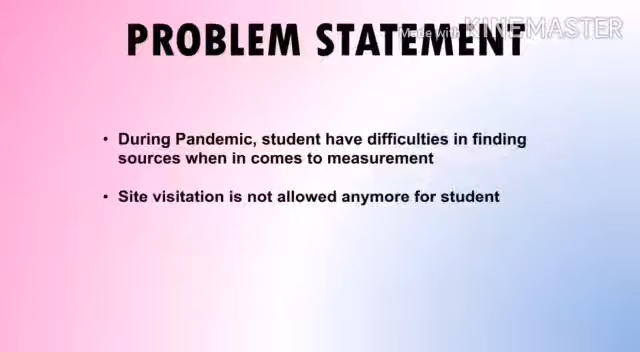 PROBLEM STATEMENT
Made with KINEMASTER
• During Pandemic, student have difficulties in finding
sources when in comes to measurement
• Site visitation is not allowed anymore for student